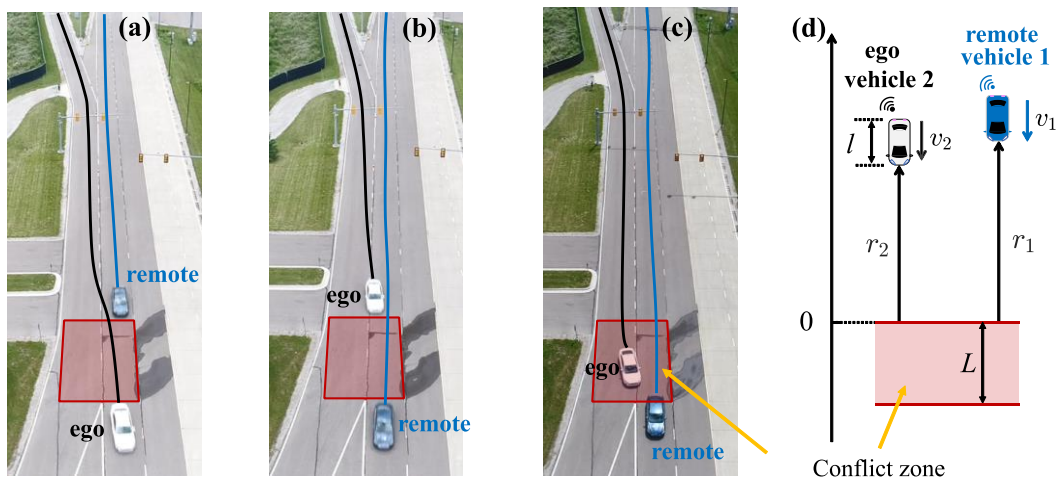 (a)
remote
ego
(b)
ego
remote
(c)
ego
remote
(d)
ego
vehicle 2
remote
vehicle 1
l
v₂
v₁
r₂
r₁
0
L
Conflict zone